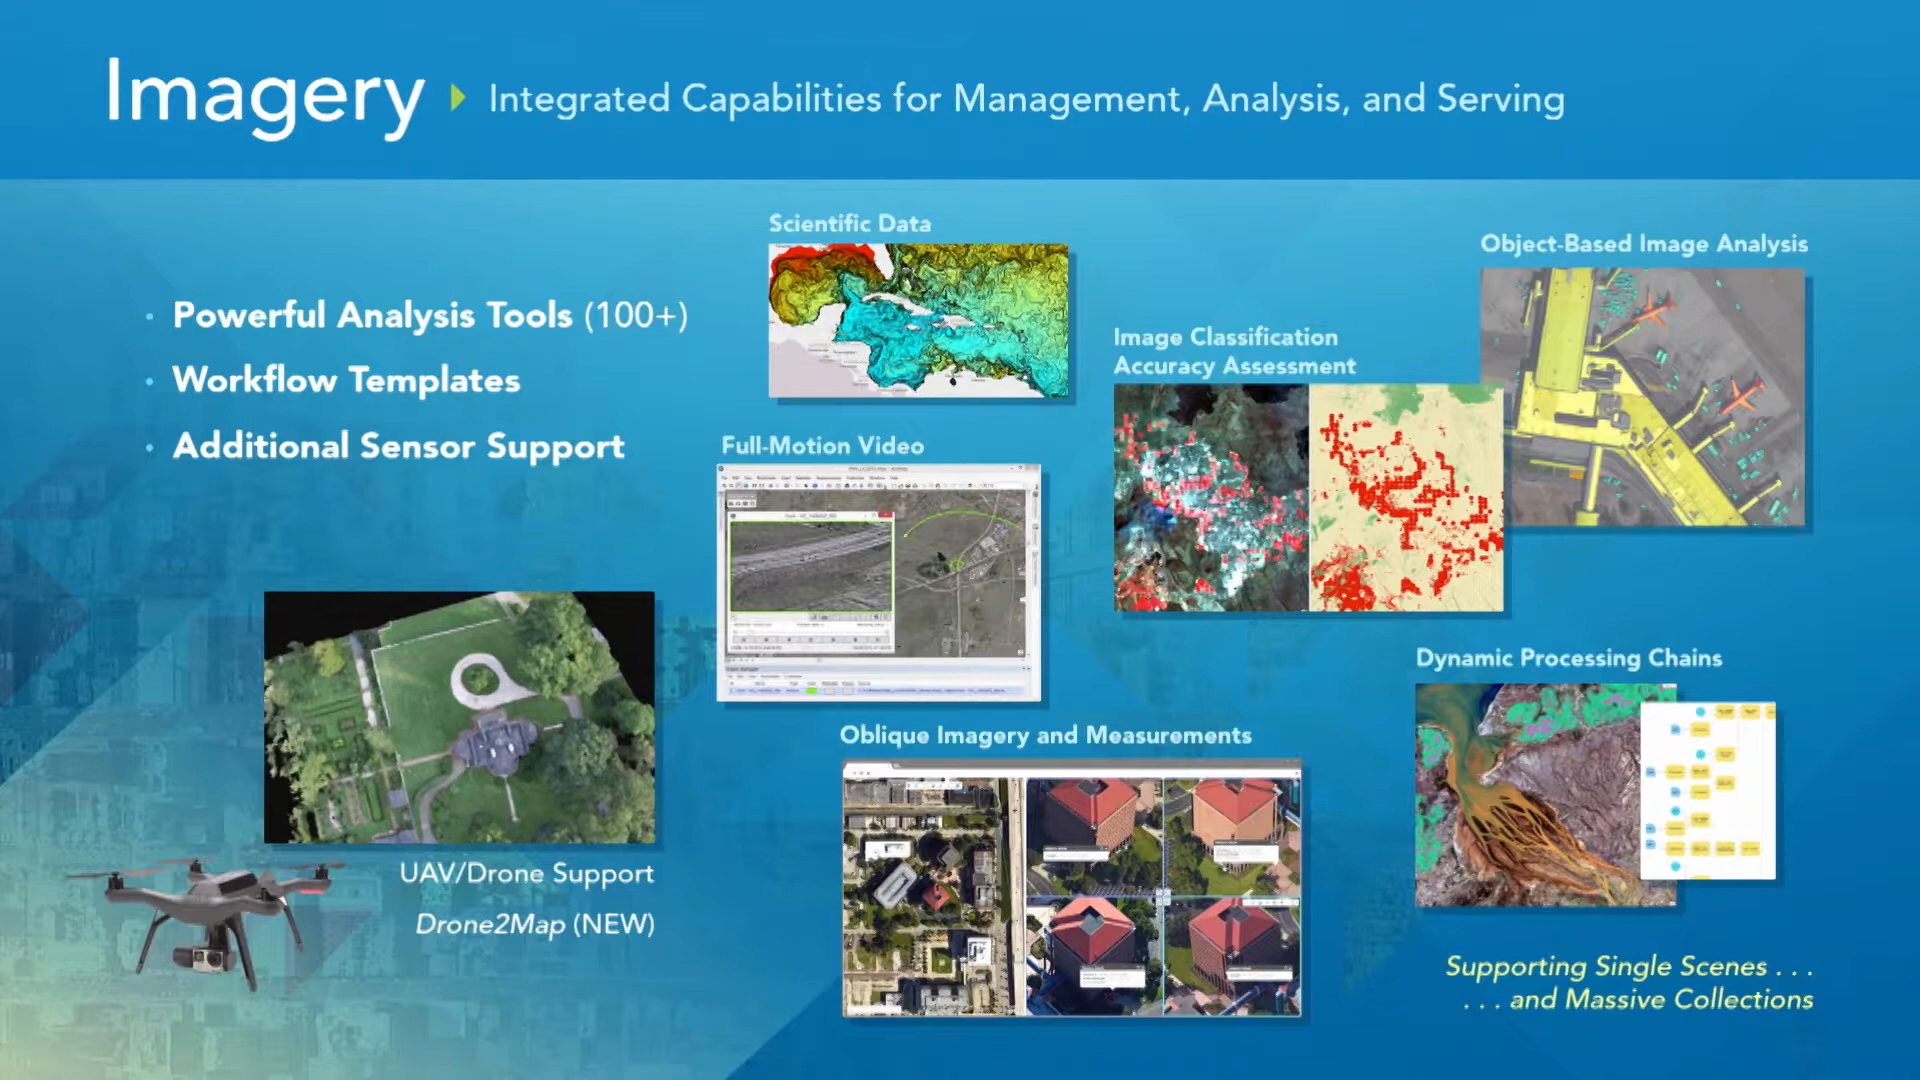 Imagery
Integrated Capabilities for Management, Analysis, and Serving
• Powerful Analysis Tools (100+)
• Workflow Templates
• Additional Sensor Support
Scientific Data
Object-Based Image Analysis
Image Classification
Accuracy Assessment
Full-Motion Video
Dynamic Processing Chains
Oblique Imagery and Measurements
UAV/Drone Support
Drone2Map (NEW)
Supporting Single Scenes . . .
. . . and Massive Collections